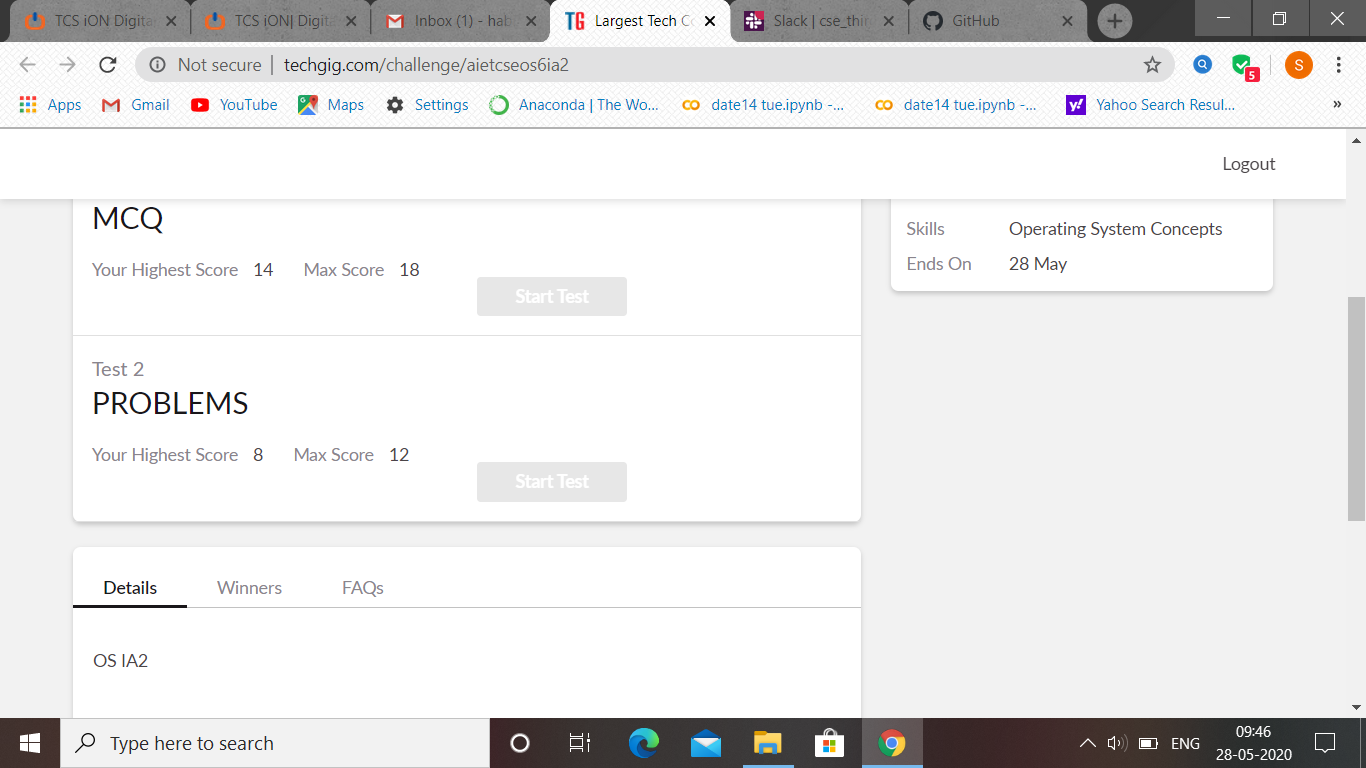 TCS iON Digita
TCS iON| Digita
Inbox (1) - hab
TG Largest Tech Co
Slack | cse_thir
GitHub
Not secure | techgig.com/challenge/aietcseos6ia2
S
5
Apps
Gmail
YouTube
Maps
Settings
Anaconda | The Wo...
date14 tue.ipynb -...
date14 tue.ipynb -...
Yahoo Search Resul...
»
Logout
MCQ
Your Highest Score 14 Max Score 18
Start Test
Skills Operating System Concepts
Ends On 28 May
Test 2
PROBLEMS
Your Highest Score 8 Max Score 12
Start Test
Details Winners FAQs
OS IA2
Type here to search
ENG
09:46
28-05-2020